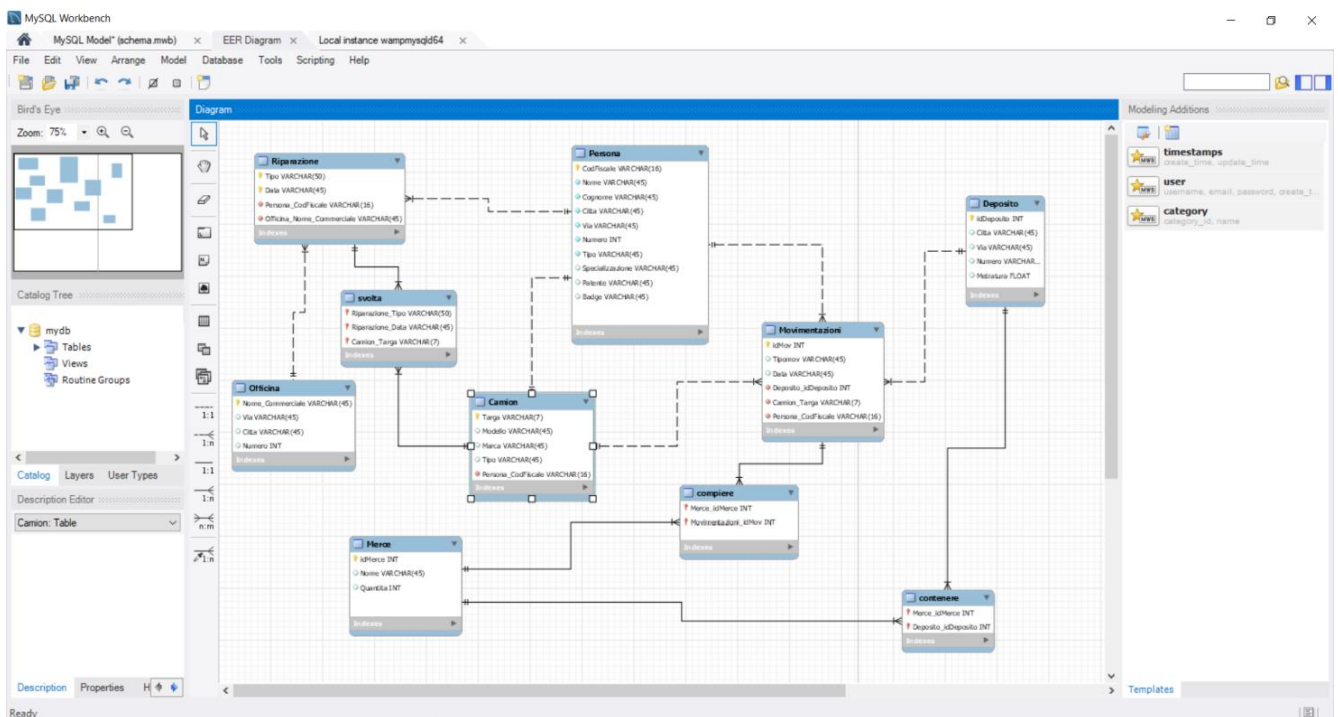 MySQL Workbench
MySQL Model* (schema.mwb) × EER Diagram × Local instance wampmysqld64 ×
File Edit View Arrange Model Database Tools Scripting Help
Bird's Eye
Zoom: 75%
Catalog Tree
mydb
Tables
Views
Routine Groups
Catalog Layers User Types
Description Editor
Camion: Table
Description Properties H
Ready
1:1
1:n
1:1
1:n
n:m
1:n
Diagram
Riparazione
Tipo VARCHAR(50)
Data VARCHAR(45)
Persona_CodFiscale VARCHAR(16)
Officina_Nome_Commerciale VARCHAR(45)
Indexes
Persona
CodFiscale VARCHAR(16)
Nome VARCHAR(45)
Cognome VARCHAR(45)
Citta VARCHAR(45)
Via VARCHAR(45)
Numero INT
Tipo VARCHAR(45)
Specializzazione VARCHAR(45)
Patente VARCHAR(45)
Badge VARCHAR(45)
Indexes
Deposito
idDeposito INT
Citta VARCHAR(45)
Via VARCHAR(45)
Numero VARCHAR...
Metratura FLOAT
Indexes
svolta
Riparazione_Tipo VARCHAR(50)
Riparazione_Data VARCHAR(45)
Camion_Targa VARCHAR(7)
Indexes
Movimentazioni
idMov INT
Tipomov VARCHAR(45)
Data VARCHAR(45)
Deposito_idDeposito INT
Camion_Targa VARCHAR(7)
Persona_CodFiscale VARCHAR(16)
Indexes
Officina
Nome_Commerciale VARCHAR(45)
Via VARCHAR(45)
Citta VARCHAR(45)
Numero INT
Indexes
Camion
Targa VARCHAR(7)
Modello VARCHAR(45)
Marca VARCHAR(45)
Tipo VARCHAR(45)
Persona_CodFiscale VARCHAR(16)
Indexes
compiere
Merce_idMerce INT
Movimentazioni_idMov INT
Indexes
Merce
idMerce INT
Nome VARCHAR(45)
Quantita INT
Indexes
contenere
Merce_idMerce INT
Deposito_idDeposito INT
Indexes
Modeling Additions
timestamps
create_time, update_time
user
username, email, password, create_t...
category
category_id, name
Templates